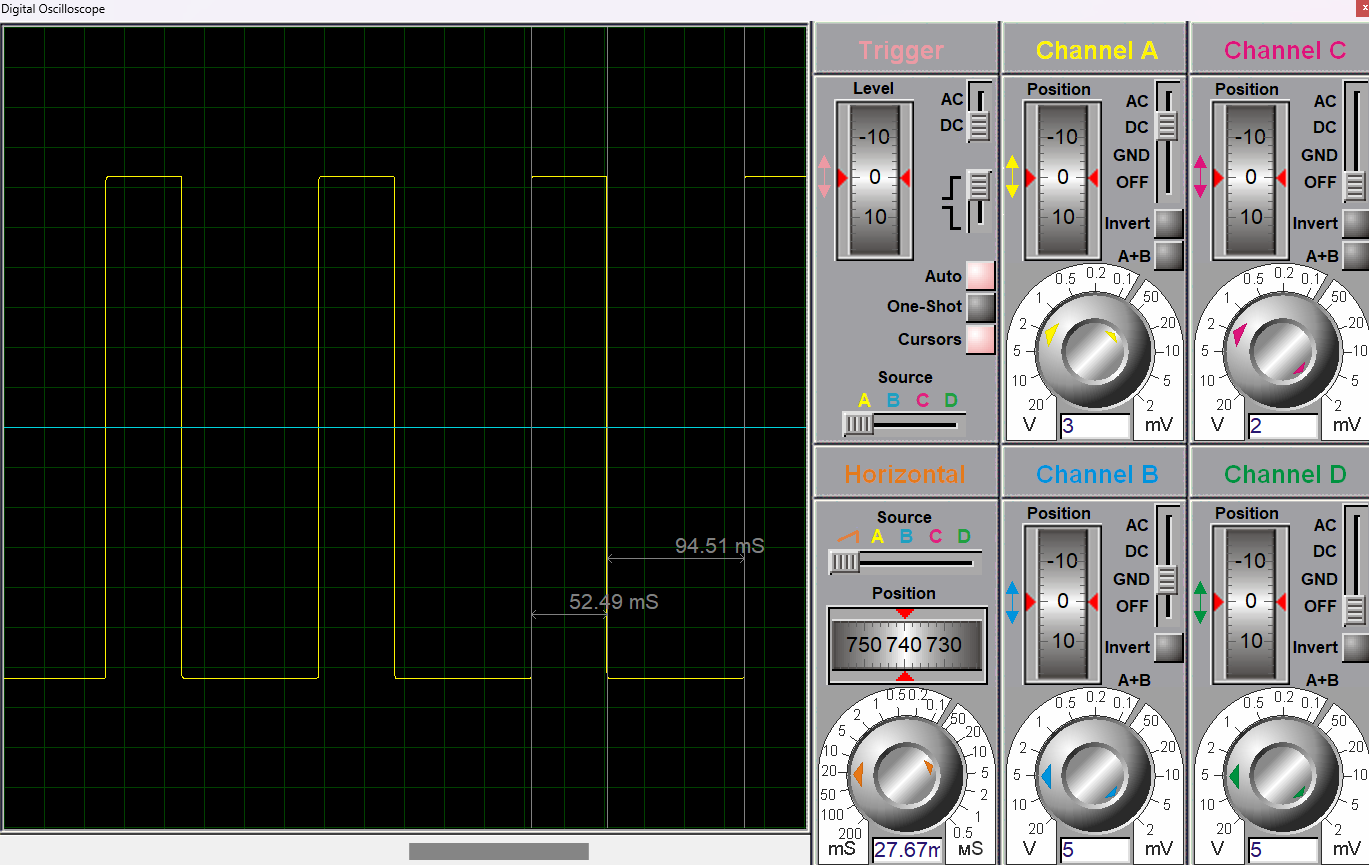 Digital Oscilloscope
x
94.51 mS
52.49 mS
Trigger
Level
-10
0
10
AC
DC
Auto
One-Shot
Cursors
Source
A B C D
Channel A
Position
-10
0
10
AC
DC
GND
OFF
Invert
A+B
0.5 0.2 0.1
1 50
2 20
5 10
10 5
20 2
V 3 mV
Channel C
Position
-10
0
10
AC
DC
GND
OFF
Invert
A+B
0.5 0.2 0.1
1 50
2 20
5 10
10 5
20 2
V 2 mV
Horizontal
Source
A B C D
Position
750 740 730
0.5 0.2 0.1
1 50
2 20
5 10
10 5
20 2
50 1
100 0.5
200
mS 27.67m µS
Channel B
Position
-10
0
10
AC
DC
GND
OFF
Invert
A+B
0.5 0.2 0.1
1 50
2 20
5 10
10 5
20 2
V 5 mV
Channel D
Position
-10
0
10
AC
DC
GND
OFF
Invert
A+B
0.5 0.2 0.1
1 50
2 20
5 10
10 5
20 2
V 5 mV